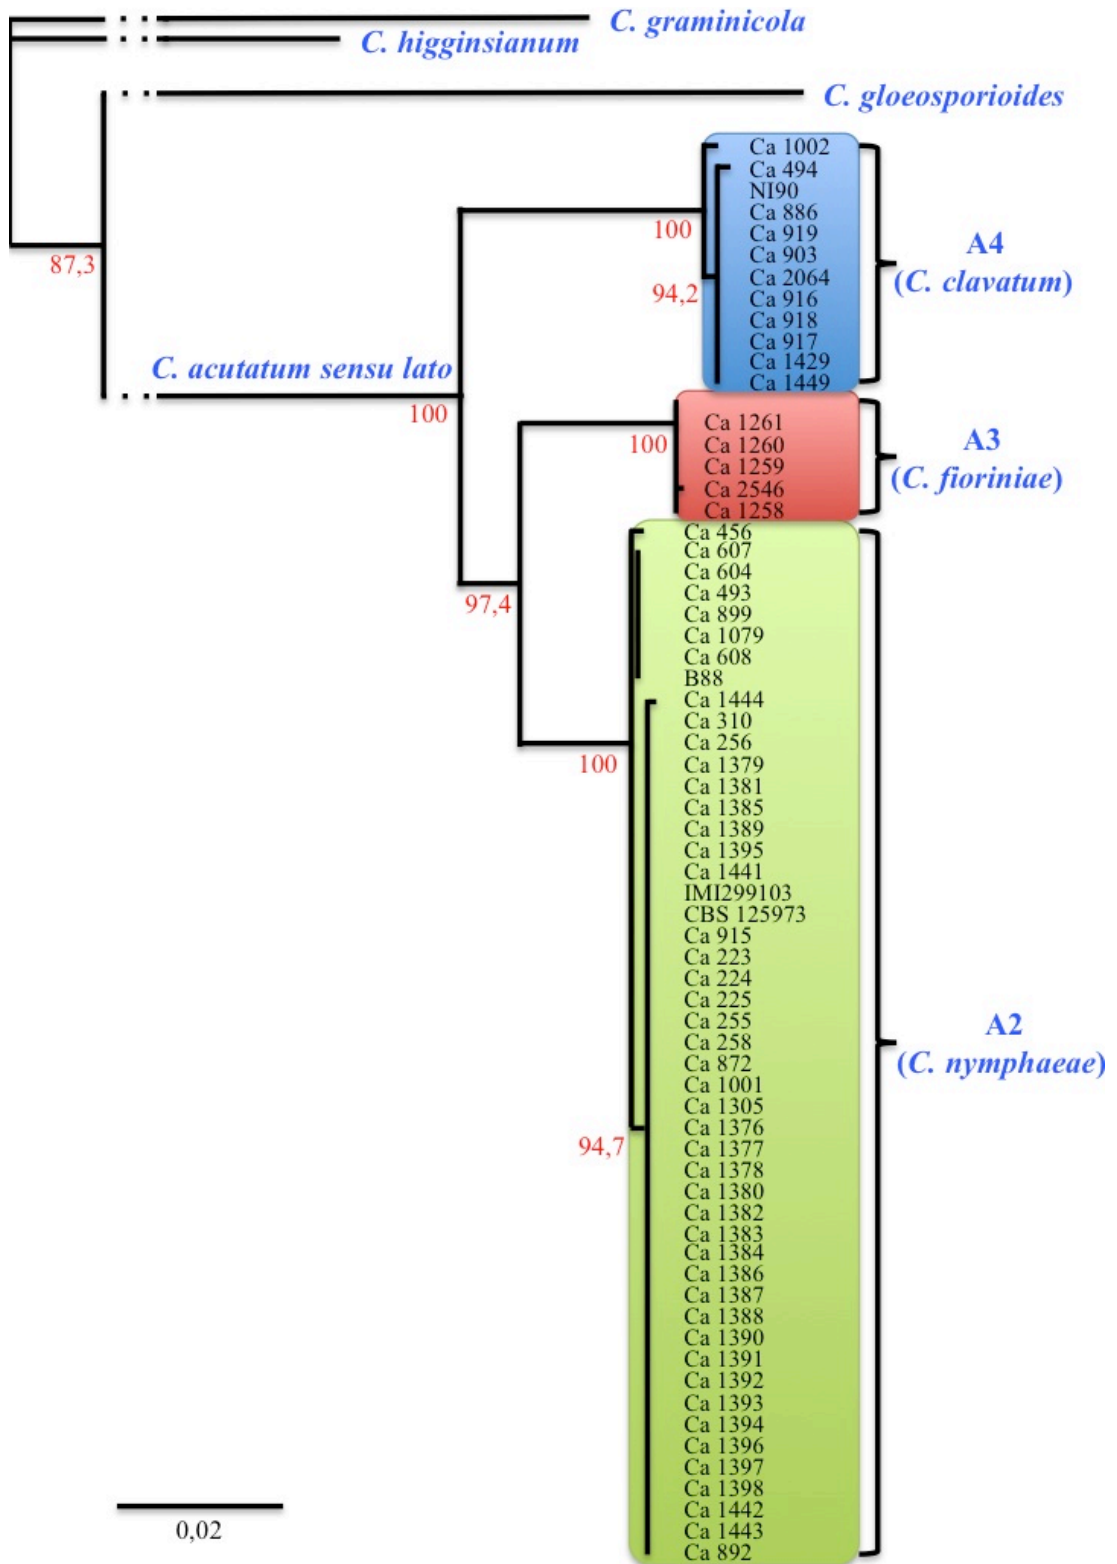 C. graminicola
C. higginsianum
C. gloeosporioides
87,3
C. acutatum sensu lato
100
100
94,2
Ca 1002
Ca 494
NI90
Ca 886
Ca 919
Ca 903
Ca 2064
Ca 916
Ca 918
Ca 917
Ca 1429
Ca 1449
A4
(C. clavatum)
100
Ca 1261
Ca 1260
Ca 1259
Ca 2546
Ca 1258
A3
(C. fioriniae)
97,4
100
94,7
Ca 456
Ca 607
Ca 604
Ca 493
Ca 899
Ca 1079
Ca 608
B88
Ca 1444
Ca 310
Ca 256
Ca 1379
Ca 1381
Ca 1385
Ca 1389
Ca 1395
Ca 1441
IMI299103
CBS 125973
Ca 915
Ca 223
Ca 224
Ca 225
Ca 255
Ca 258
Ca 872
Ca 1001
Ca 1305
Ca 1376
Ca 1377
Ca 1378
Ca 1380
Ca 1382
Ca 1383
Ca 1384
Ca 1386
Ca 1387
Ca 1388
Ca 1390
Ca 1391
Ca 1392
Ca 1393
Ca 1394
Ca 1396
Ca 1397
Ca 1398
Ca 1442
Ca 1443
Ca 892
A2
(C. nymphaeae)
0,02